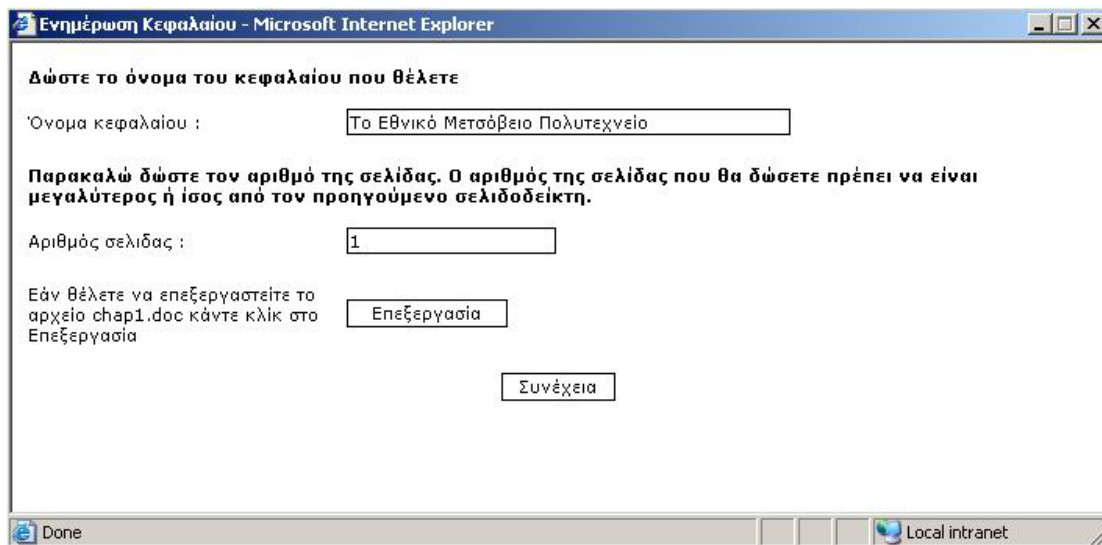 Ενημέρωση Κεφαλαίου - Microsoft Internet Explorer
Δώστε το όνομα του κεφαλαίου που θέλετε
Όνομα κεφαλαίου :
Το Εθνικό Μετσόβειο Πολυτεχνείο
Παρακαλώ δώστε τον αριθμό της σελίδας. Ο αριθμός της σελίδας που θα δώσετε πρέπει να είναι
μεγαλύτερος ή ίσος από τον προηγούμενο σελιδοδείκτη.
Αριθμός σελιδας :
1
Εάν θέλετε να επεξεργαστείτε το
αρχείο chap1.doc κάντε κλίκ στο
Επεξεργασία
Επεξεργασία
Συνέχεια
Done
Local intranet